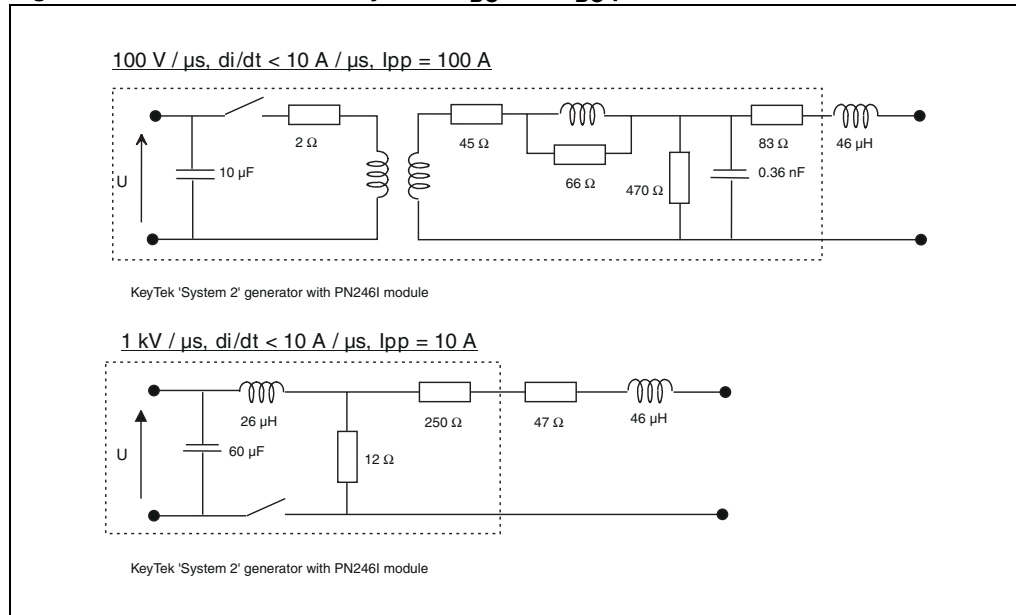 100 V / µs, di/dt < 10 A / µs, Ipp = 100 A
2 Ω
45 Ω
83 Ω
46 µH
U
10 µF
66 Ω
470 Ω
0.36 nF
KeyTek 'System 2' generator with PN246I module
1 kV / µs, di/dt < 10 A / µs, Ipp = 10 A
26 µH
250 Ω
47 Ω
46 µH
U
60 µF
12 Ω
KeyTek 'System 2' generator with PN246I module